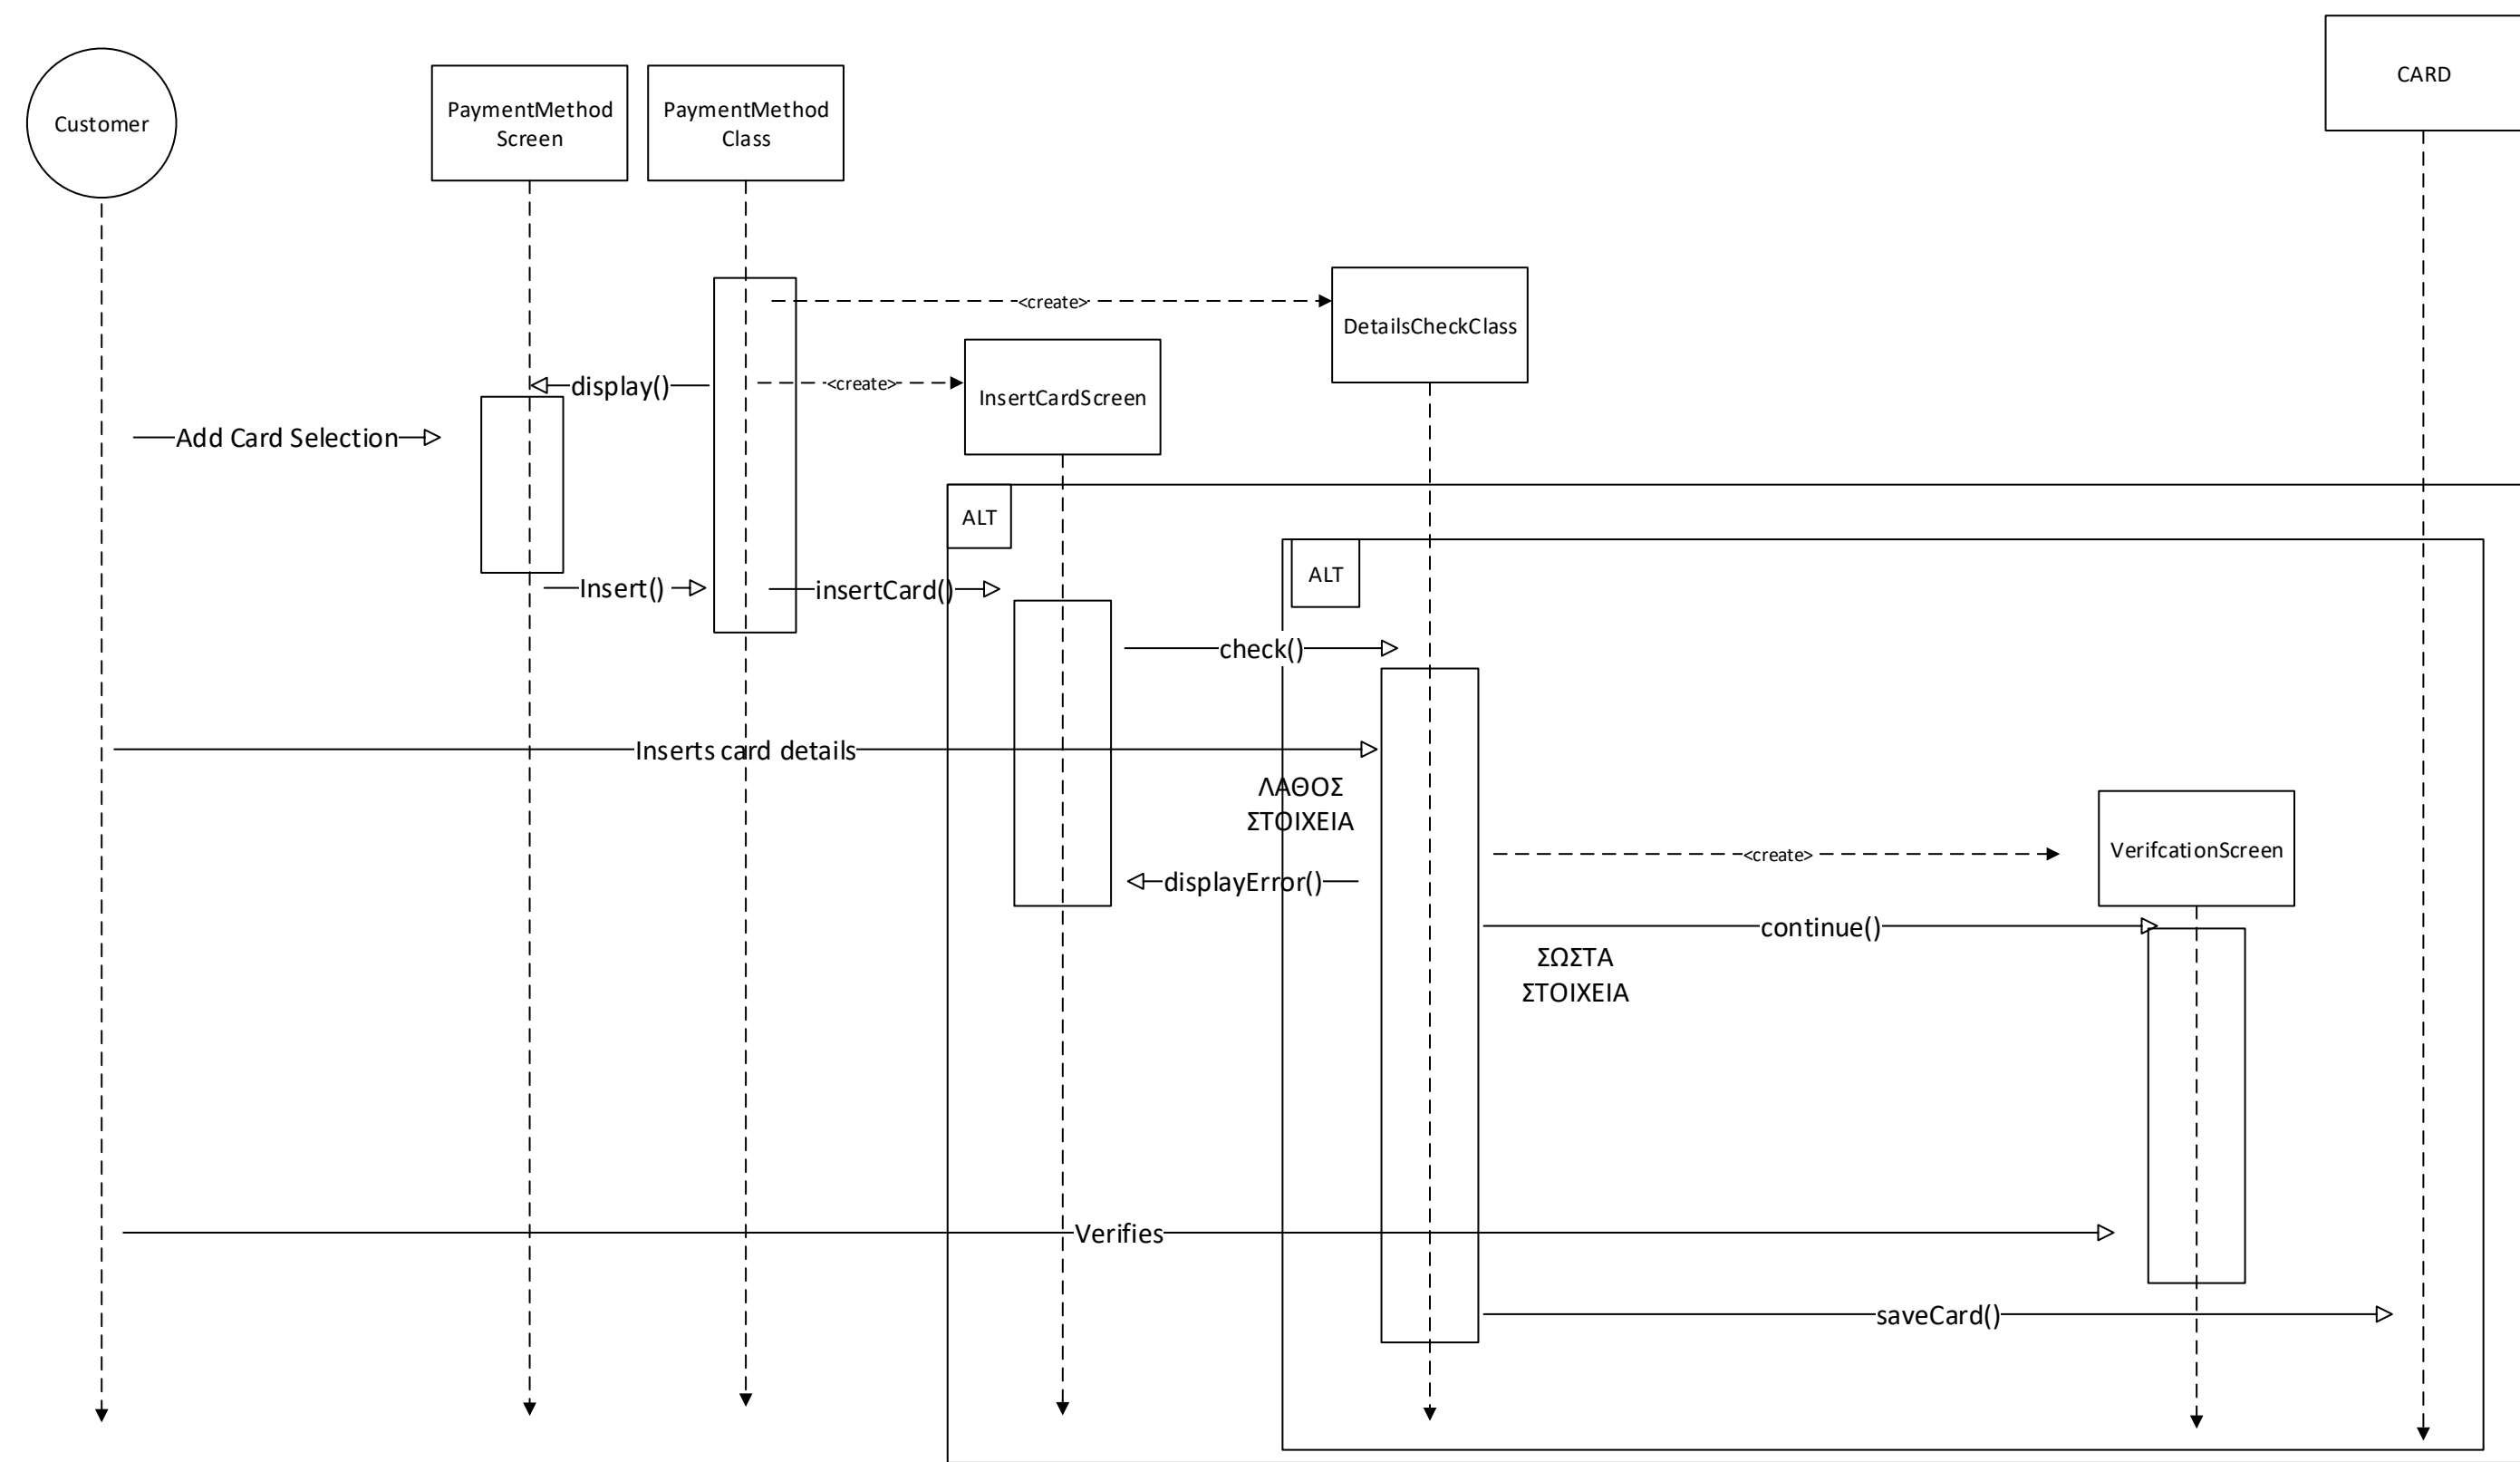 CARD
Customer
PaymentMethod
Screen
PaymentMethod
Class
<create>
DetailsCheckClass
display()
<create>
InsertCardScreen
Add Card Selection
ALT
ALT
Insert()
insertCard()
check()
Inserts card details
ΛΑΘΟΣ
ΣΤΟΙΧΕΙΑ
<create>
VerifcationScreen
displayError()
continue()
ΣΩΣΤΑ
ΣΤΟΙΧΕΙΑ
Verifies
saveCard()